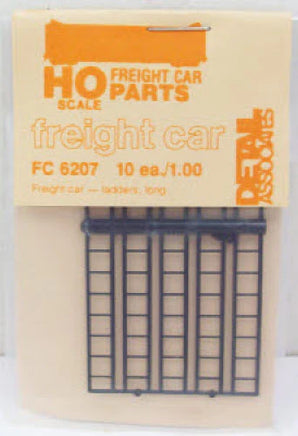 HO FREIGHT CAR
SCALE PARTS
freight car
FC 6207 10 ea./1.00
Freight car — ladders, long
DETAIL
ASSOCIATES